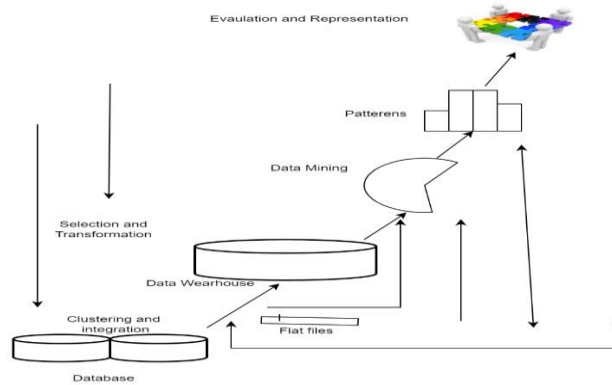 Evaulation and Representation
Patterens
Data Mining
Selection and
Transformation
Data Wearhouse
Clustering and
integration
Flat files
Database